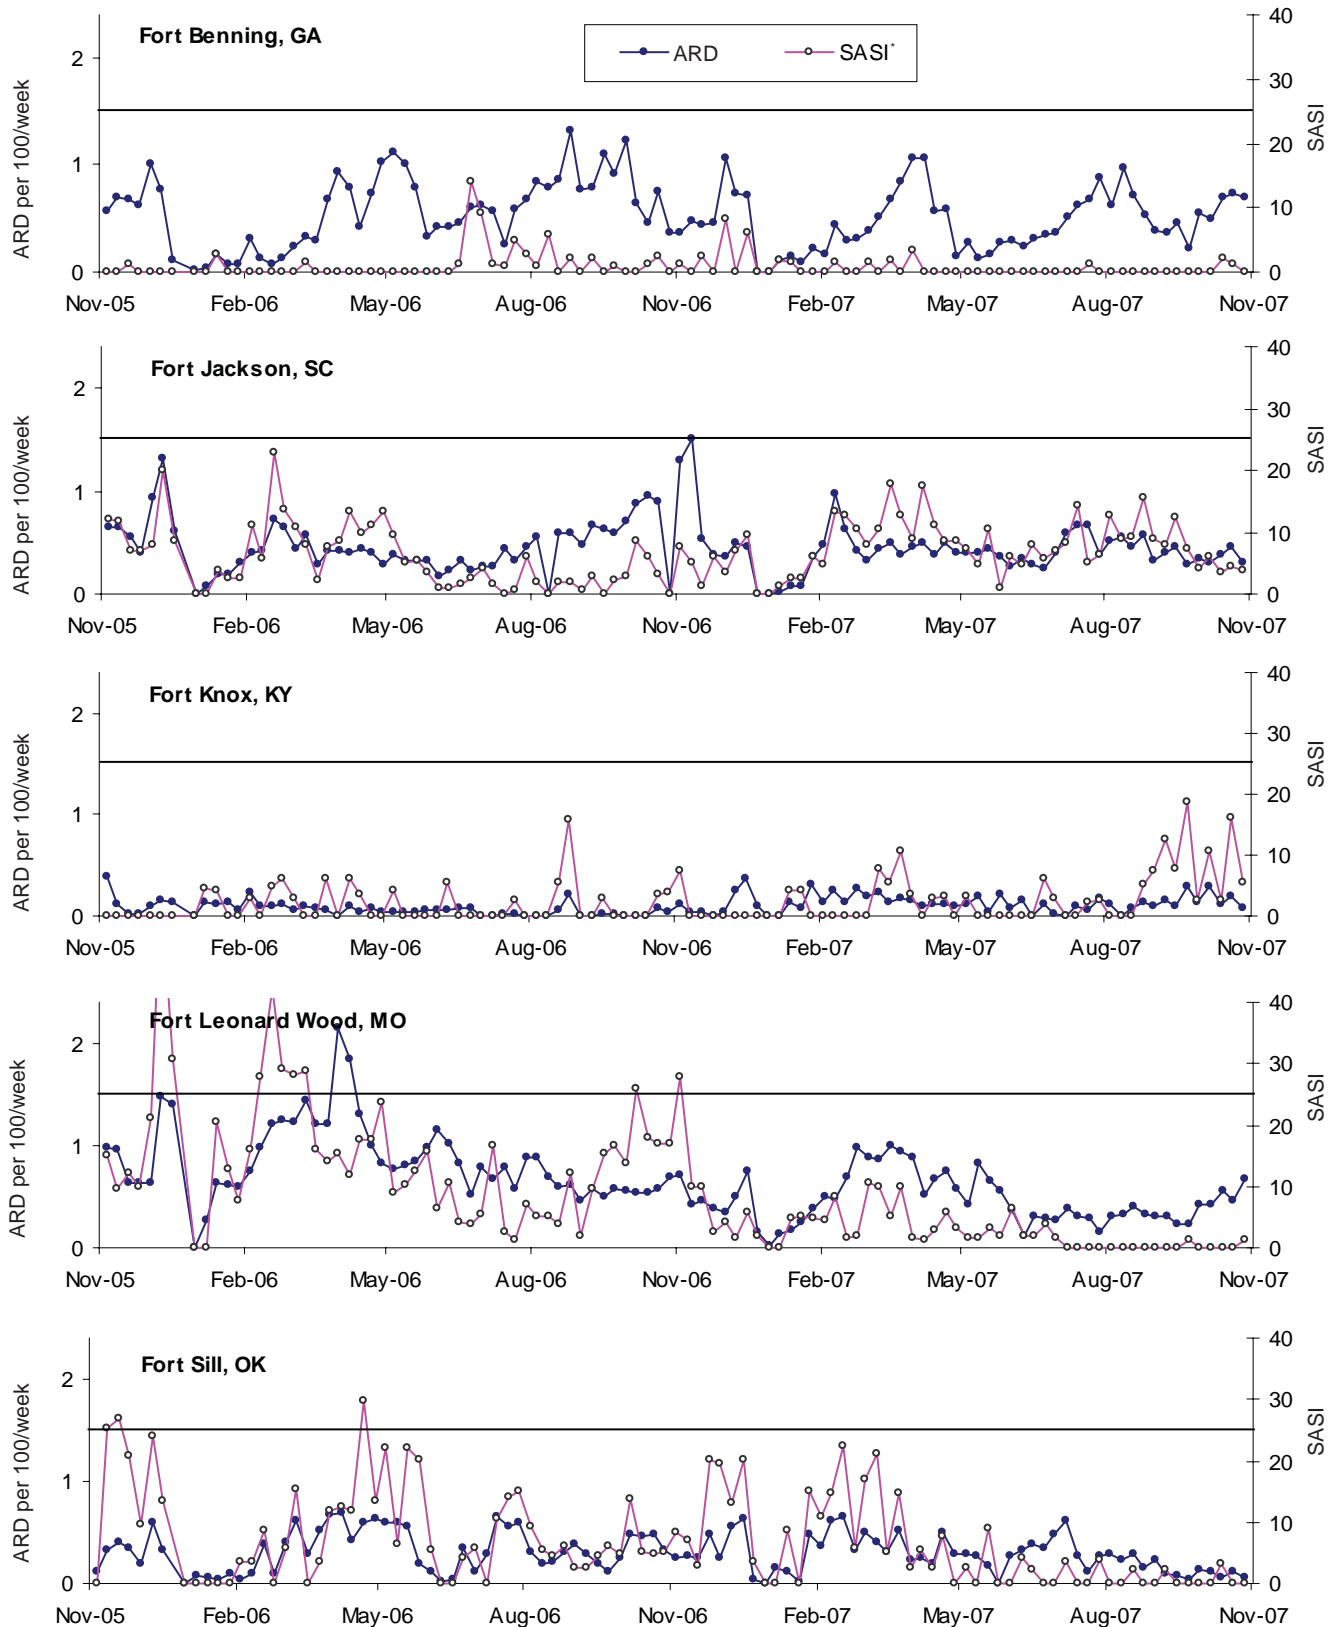 Fort Benning, GA
ARD
SASI*
ARD per 100/week
2
1
0
40
30
20
10
0
SASI
Nov-05 Feb-06 May-06 Aug-06 Nov-06 Feb-07 May-07 Aug-07 Nov-07
Fort Jackson, SC
ARD per 100/week
2
1
0
40
30
20
10
0
SASI
Nov-05 Feb-06 May-06 Aug-06 Nov-06 Feb-07 May-07 Aug-07 Nov-07
Fort Knox, KY
ARD per 100/week
2
1
0
40
30
20
10
0
SASI
Nov-05 Feb-06 May-06 Aug-06 Nov-06 Feb-07 May-07 Aug-07 Nov-07
Fort Leonard Wood, MO
ARD per 100/week
2
1
0
40
30
20
10
0
SASI
Nov-05 Feb-06 May-06 Aug-06 Nov-06 Feb-07 May-07 Aug-07 Nov-07
Fort Sill, OK
ARD per 100/week
2
1
0
40
30
20
10
0
SASI
Nov-05 Feb-06 May-06 Aug-06 Nov-06 Feb-07 May-07 Aug-07 Nov-07